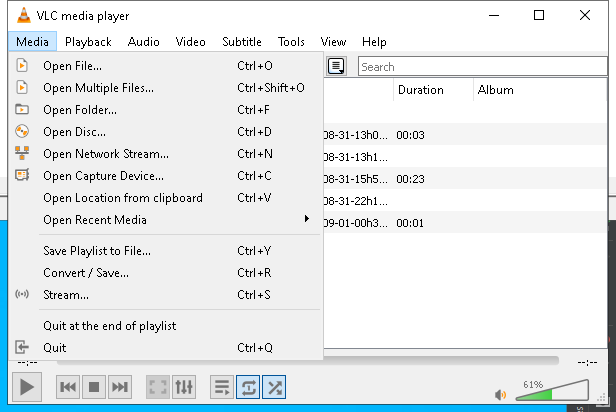 VLC media player
Media Playback Audio Video Subtitle Tools View Help
Search
Duration Album
Open File... Ctrl+O
Open Multiple Files... Ctrl+Shift+O
Open Folder... Ctrl+F
Open Disc... Ctrl+D
08-31-13h0... 00:03
Open Network Stream... Ctrl+N
08-31-13h1...
Open Capture Device... Ctrl+C
08-31-15h5... 00:23
Open Location from clipboard Ctrl+V
08-31-22h1...
Open Recent Media
09-01-00h3... 00:01
Save Playlist to File... Ctrl+Y
Convert / Save... Ctrl+R
Stream... Ctrl+S
Quit at the end of playlist
Quit Ctrl+Q
--:-- --:--
61%